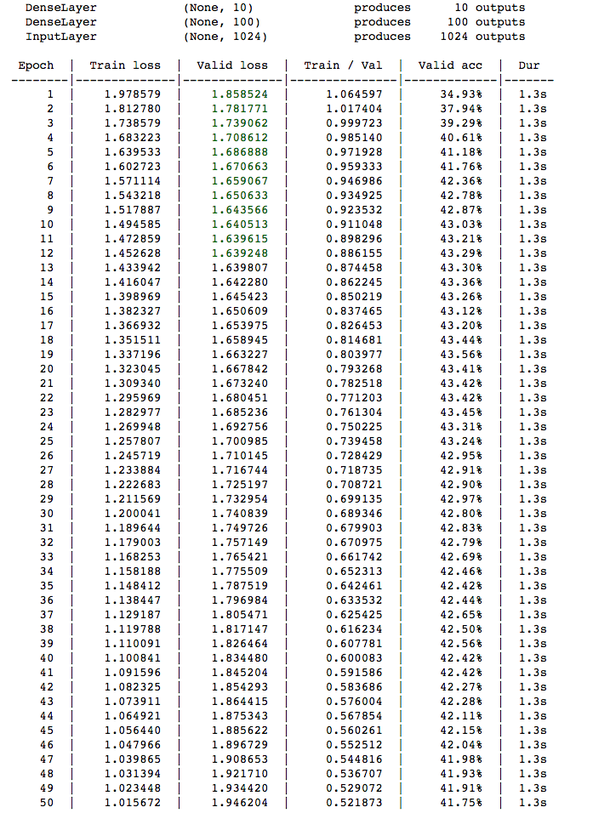 DenseLayer (None, 10) produces 10 outputs
DenseLayer (None, 100) produces 100 outputs
InputLayer (None, 1024) produces 1024 outputs
Epoch | Train loss | Valid loss | Train / Val | Valid acc | Dur
--------|--------------|--------------|---------------|-------------|-------
1 | 1.978579 | 1.858524 | 1.064597 | 34.93% | 1.3s
2 | 1.812780 | 1.781771 | 1.017404 | 37.94% | 1.3s
3 | 1.738579 | 1.739062 | 0.999723 | 39.29% | 1.3s
4 | 1.683223 | 1.708612 | 0.985140 | 40.61% | 1.3s
5 | 1.639533 | 1.686888 | 0.971928 | 41.18% | 1.3s
6 | 1.602723 | 1.670663 | 0.959333 | 41.76% | 1.3s
7 | 1.571114 | 1.659067 | 0.946986 | 42.36% | 1.3s
8 | 1.543218 | 1.650633 | 0.934925 | 42.78% | 1.3s
9 | 1.517887 | 1.643566 | 0.923532 | 42.87% | 1.3s
10 | 1.494585 | 1.640513 | 0.911048 | 43.03% | 1.3s
11 | 1.472859 | 1.639615 | 0.898296 | 43.21% | 1.3s
12 | 1.452628 | 1.639248 | 0.886155 | 43.29% | 1.3s
13 | 1.433942 | 1.639807 | 0.874458 | 43.30% | 1.3s
14 | 1.416047 | 1.642280 | 0.862245 | 43.36% | 1.3s
15 | 1.398969 | 1.645423 | 0.850219 | 43.26% | 1.3s
16 | 1.382327 | 1.650609 | 0.837465 | 43.12% | 1.3s
17 | 1.366932 | 1.653975 | 0.826453 | 43.20% | 1.3s
18 | 1.351511 | 1.658945 | 0.814681 | 43.44% | 1.3s
19 | 1.337196 | 1.663227 | 0.803977 | 43.56% | 1.3s
20 | 1.323045 | 1.667842 | 0.793268 | 43.41% | 1.3s
21 | 1.309340 | 1.673240 | 0.782518 | 43.42% | 1.3s
22 | 1.295969 | 1.680451 | 0.771203 | 43.42% | 1.3s
23 | 1.282977 | 1.685236 | 0.761304 | 43.45% | 1.3s
24 | 1.269948 | 1.692756 | 0.750225 | 43.31% | 1.3s
25 | 1.257807 | 1.700985 | 0.739458 | 43.24% | 1.3s
26 | 1.245719 | 1.710145 | 0.728429 | 42.95% | 1.3s
27 | 1.233884 | 1.716744 | 0.718735 | 42.91% | 1.3s
28 | 1.222683 | 1.725197 | 0.708721 | 42.90% | 1.3s
29 | 1.211569 | 1.732954 | 0.699135 | 42.97% | 1.3s
30 | 1.200041 | 1.740839 | 0.689346 | 42.80% | 1.3s
31 | 1.189644 | 1.749726 | 0.679903 | 42.83% | 1.3s
32 | 1.179003 | 1.757149 | 0.670975 | 42.79% | 1.3s
33 | 1.168253 | 1.765421 | 0.661742 | 42.69% | 1.3s
34 | 1.158188 | 1.775509 | 0.652313 | 42.46% | 1.3s
35 | 1.148412 | 1.787519 | 0.642461 | 42.42% | 1.3s
36 | 1.138447 | 1.796984 | 0.633532 | 42.44% | 1.3s
37 | 1.129187 | 1.805471 | 0.625425 | 42.65% | 1.3s
38 | 1.119788 | 1.817147 | 0.616234 | 42.50% | 1.3s
39 | 1.110091 | 1.826464 | 0.607781 | 42.56% | 1.3s
40 | 1.100841 | 1.834480 | 0.600083 | 42.42% | 1.3s
41 | 1.091596 | 1.845204 | 0.591586 | 42.42% | 1.3s
42 | 1.082325 | 1.854293 | 0.583686 | 42.27% | 1.3s
43 | 1.073911 | 1.864415 | 0.576004 | 42.28% | 1.3s
44 | 1.064921 | 1.875343 | 0.567854 | 42.11% | 1.3s
45 | 1.056440 | 1.885622 | 0.560261 | 42.15% | 1.3s
46 | 1.047966 | 1.896729 | 0.552512 | 42.04% | 1.3s
47 | 1.039865 | 1.908653 | 0.544816 | 41.98% | 1.3s
48 | 1.031394 | 1.921710 | 0.536707 | 41.93% | 1.3s
49 | 1.023448 | 1.934420 | 0.529072 | 41.91% | 1.3s
50 | 1.015672 | 1.946204 | 0.521873 | 41.75% | 1.3s